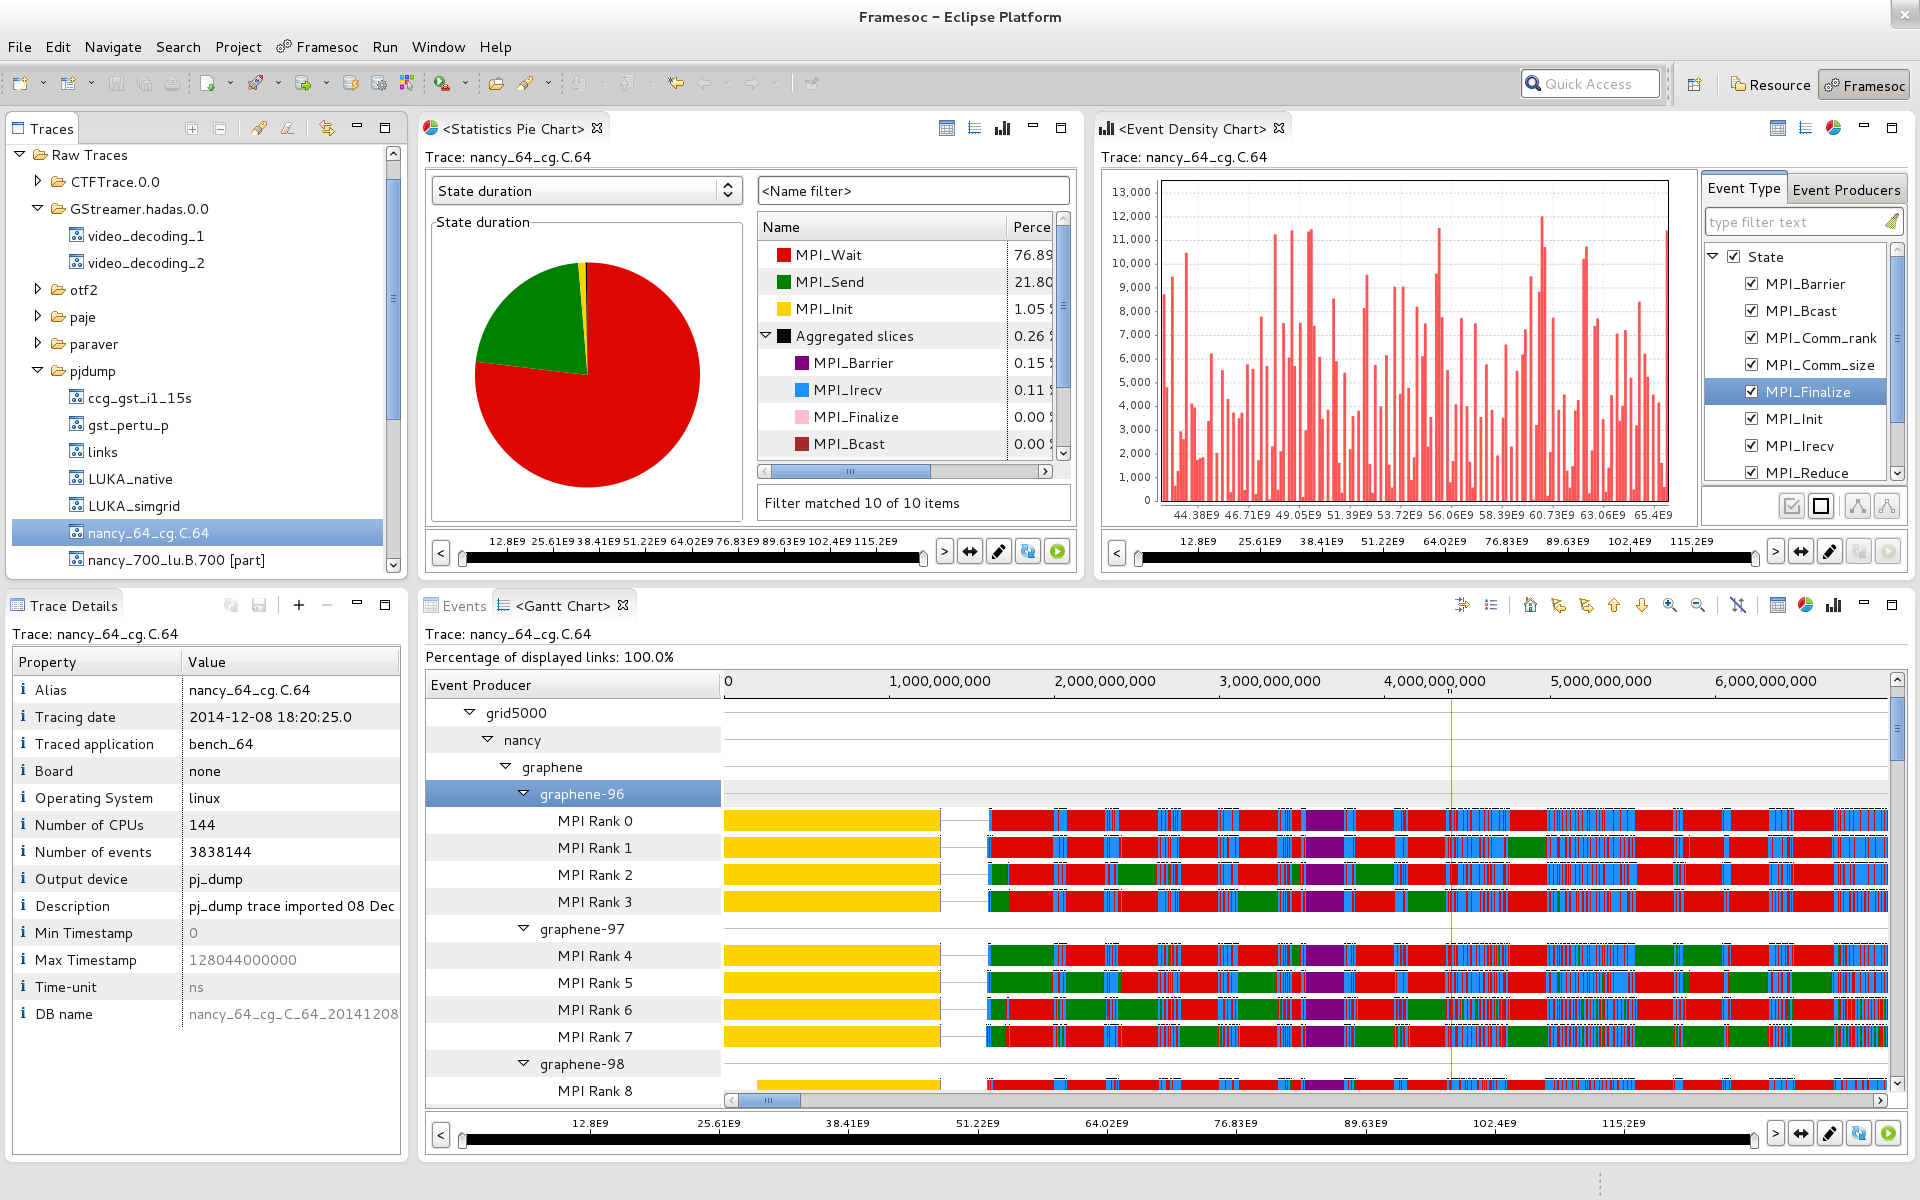 Framesoc - Eclipse Platform
File Edit Navigate Search Project Framesoc Run Window Help
Quick Access
Resource
Framesoc
Traces
Raw Traces
CTFTrace.0.0
GStreamer.hadas.0.0
video_decoding_1
video_decoding_2
otf2
paje
paraver
pjdump
ccg_gst_i1_15s
gst_pertu_p
links
LUKA_native
LUKA_simgrid
nancy_64_cg.C.64
nancy_700_lu.B.700 [part]
<Statistics Pie Chart>
Trace: nancy_64_cg.C.64
State duration
<Name filter>
State duration
Name Perce
MPI_Wait 76.89
MPI_Send 21.80
MPI_Init 1.05
Aggregated slices 0.26
MPI_Barrier 0.15
MPI_Irecv 0.11
MPI_Finalize 0.00
MPI_Bcast 0.00
Filter matched 10 of 10 items
< 12.8E9 25.61E9 38.41E9 51.22E9 64.02E9 76.83E9 89.63E9 102.4E9 115.2E9 >
<Event Density Chart>
Trace: nancy_64_cg.C.64
13,000
12,000
11,000
10,000
9,000
8,000
7,000
6,000
5,000
4,000
3,000
2,000
1,000
0
44.38E9 46.71E9 49.05E9 51.39E9 53.72E9 56.06E9 58.39E9 60.73E9 63.06E9 65.4E9
Event Type
Event Producers
type filter text
State
MPI_Barrier
MPI_Bcast
MPI_Comm_rank
MPI_Comm_size
MPI_Finalize
MPI_Init
MPI_Irecv
MPI_Reduce
< 12.8E9 25.61E9 38.41E9 51.22E9 64.02E9 76.83E9 89.63E9 102.4E9 115.2E9 >
Trace Details
Trace: nancy_64_cg.C.64
Property Value
Alias nancy_64_cg.C.64
Tracing date 2014-12-08 18:20:25.0
Traced application bench_64
Board none
Operating System linux
Number of CPUs 144
Number of events 3838144
Output device pj_dump
Description pj_dump trace imported 08 Dec
Min Timestamp 0
Max Timestamp 128044000000
Time-unit ns
DB name nancy_64_cg_C_64_20141208
Events
<Gantt Chart>
Trace: nancy_64_cg.C.64
Percentage of displayed links: 100.0%
Event Producer 0 1,000,000,000 2,000,000,000 3,000,000,000 4,000,000,000 5,000,000,000 6,000,000,000
grid5000
nancy
graphene
graphene-96
MPI Rank 0
MPI Rank 1
MPI Rank 2
MPI Rank 3
graphene-97
MPI Rank 4
MPI Rank 5
MPI Rank 6
MPI Rank 7
graphene-98
MPI Rank 8
< 12.8E9 25.61E9 38.41E9 51.22E9 64.02E9 76.83E9 89.63E9 102.4E9 115.2E9 >